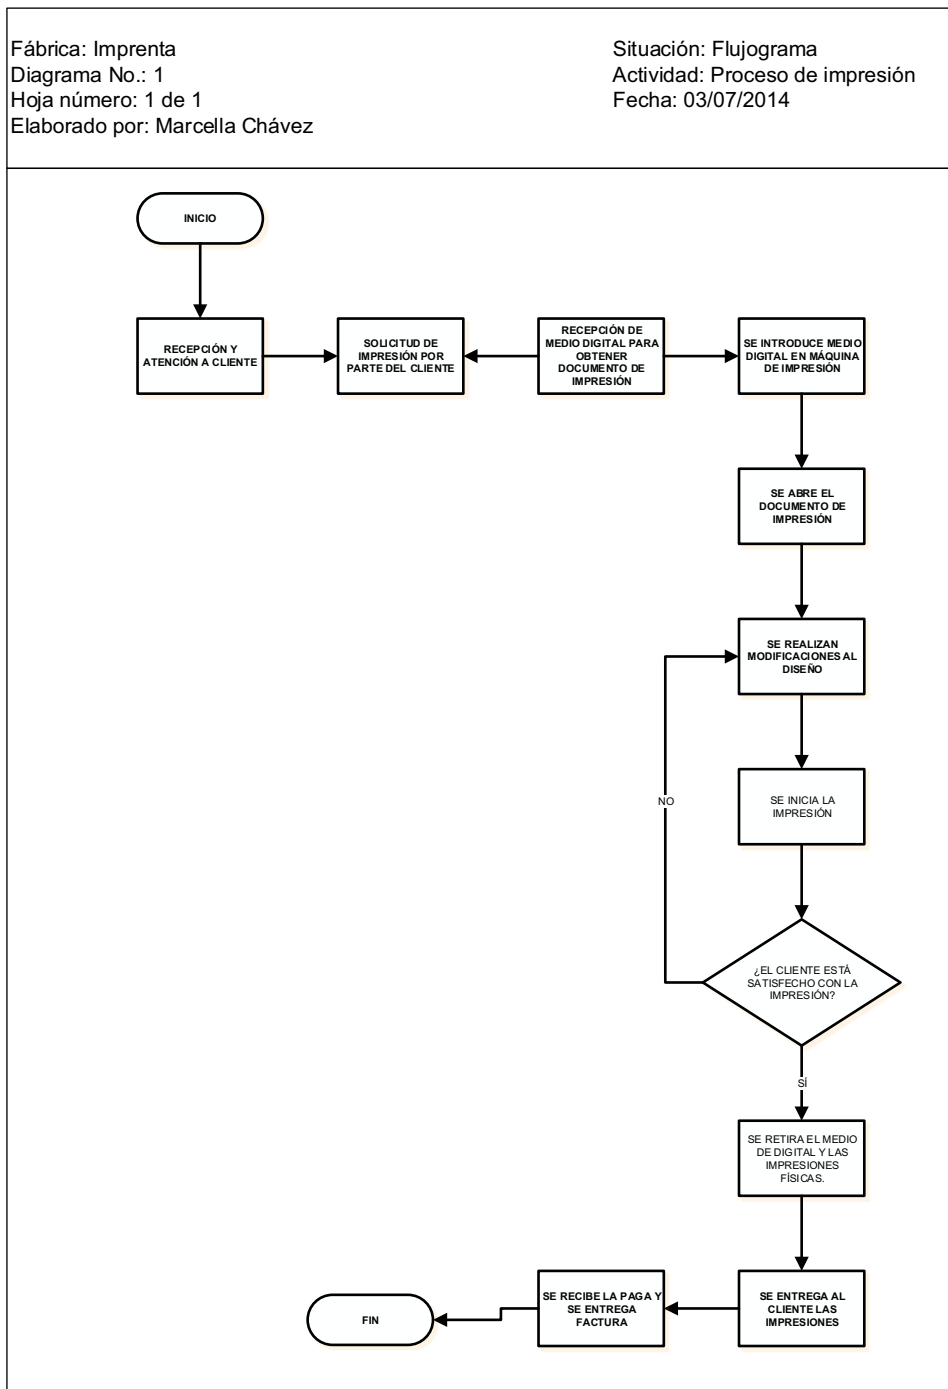 Fábrica: Imprenta
Diagrama No.: 1
Hoja número: 1 de 1
Elaborado por: Marcella Chávez
Situación: Flujograma
Actividad: Proceso de impresión
Fecha: 03/07/2014
INICIO
RECEPCIÓN Y
ATENCIÓN A CLIENTE
SOLICITUD DE
IMPRESIÓN POR
PARTE DEL CLIENTE
RECEPCIÓN DE
MEDIO DIGITAL PARA
OBTENER
DOCUMENTO DE
IMPRESIÓN
SE INTRODUCE MEDIO
DIGITAL EN MÁQUINA
DE IMPRESIÓN
SE ABRE EL
DOCUMENTO DE
IMPRESIÓN
SE REALIZAN
MODIFICACIONES AL
DISEÑO
SE INICIA LA
IMPRESIÓN
NO
¿EL CLIENTE ESTÁ
SATISFECHO CON LA
IMPRESIÓN?
SÍ
SE RETIRA EL MEDIO
DE DIGITAL Y LAS
IMPRESIONES
FÍSICAS.
SE ENTREGA AL
CLIENTE LAS
IMPRESIONES
SE RECIBE LA PAGA Y
SE ENTREGA
FACTURA
FIN